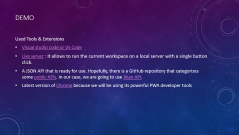 DEMO
Used Tools & Extensions
Visual studio code or VS Code
Live server : It allows to run the current workspace on a local server with a single button
click.
A JSON API that is ready for use. Hopefully, there is a GitHub repository that categorizes
some public APIs. In our case, we are going to use
Latest version of Chrome because we will be using its powerful PWA developer tools